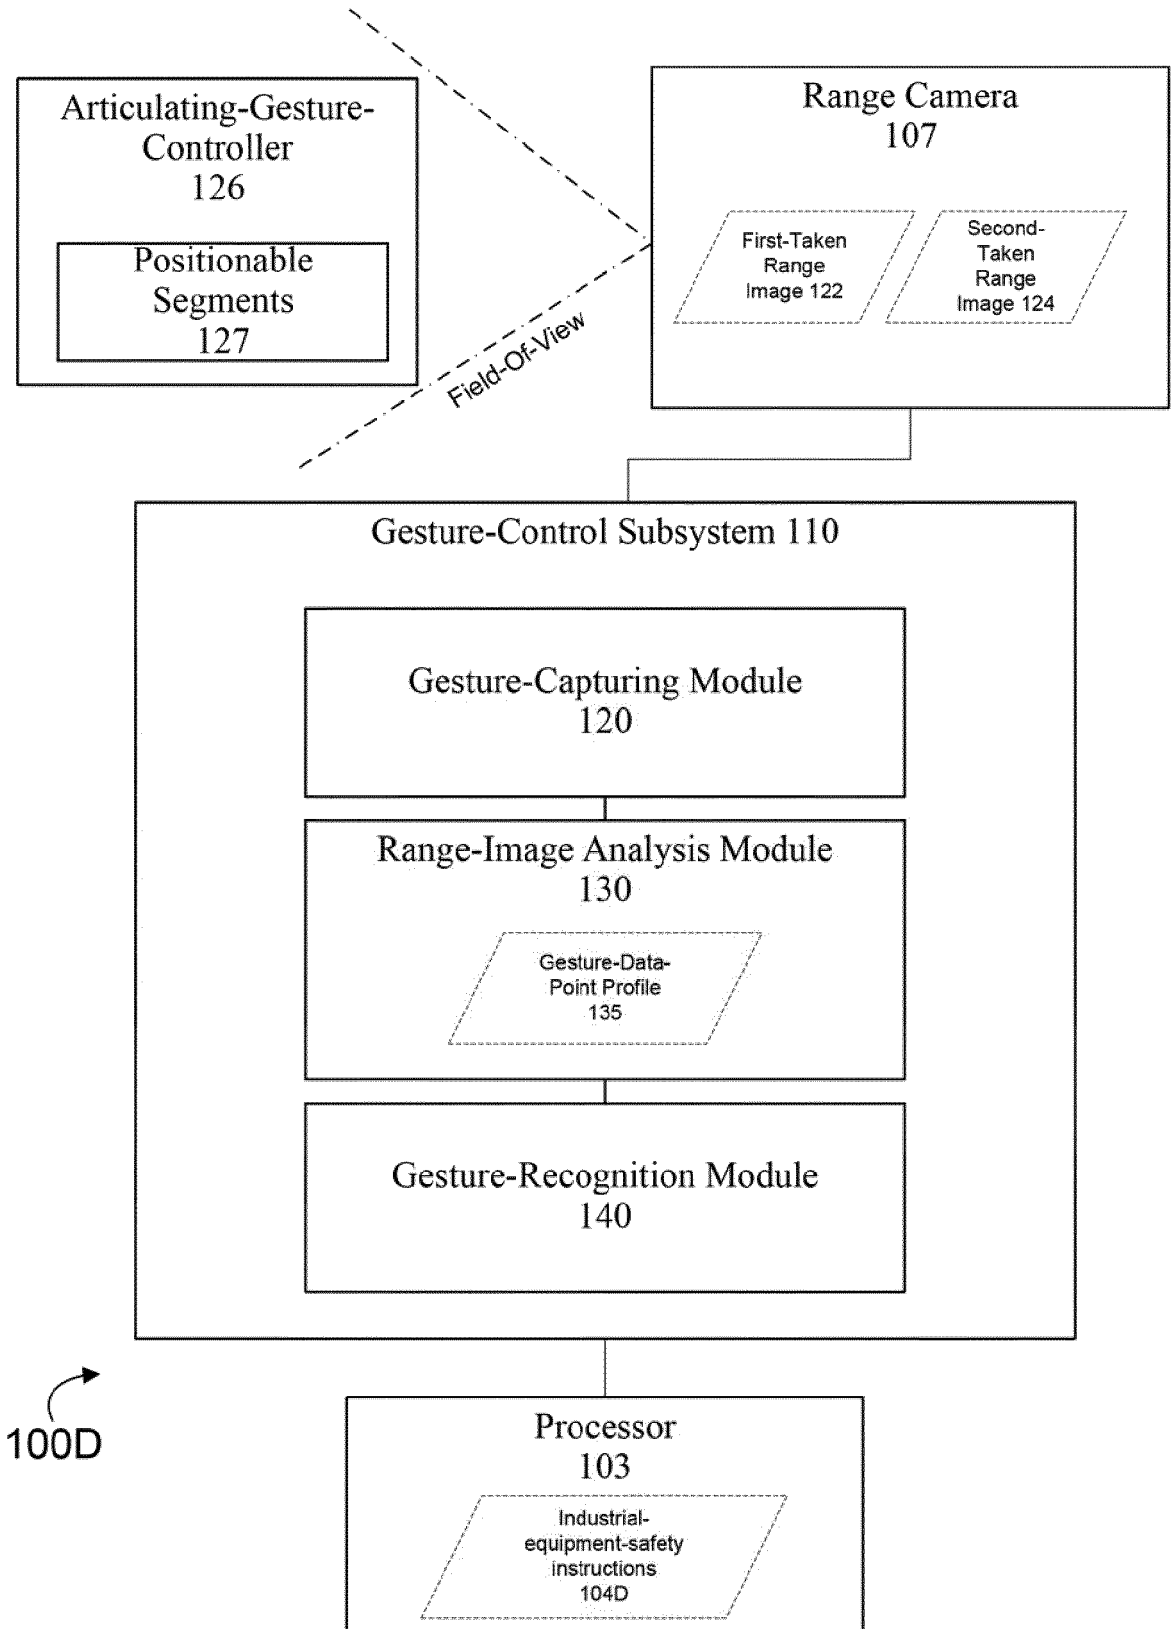 Articulating-Gesture-
Controller
126
Positionable
Segments
127
Field-Of-View
Range Camera
107
First-Taken
Range
Image 122
Second-
Taken
Range
Image 124
Gesture-Control Subsystem 110
Gesture-Capturing Module
120
Range-Image Analysis Module
130
Gesture-Data-
Point Profile
135
Gesture-Recognition Module
140
100D
Processor
103
Industrial-
equipment-safety
instructions
104D